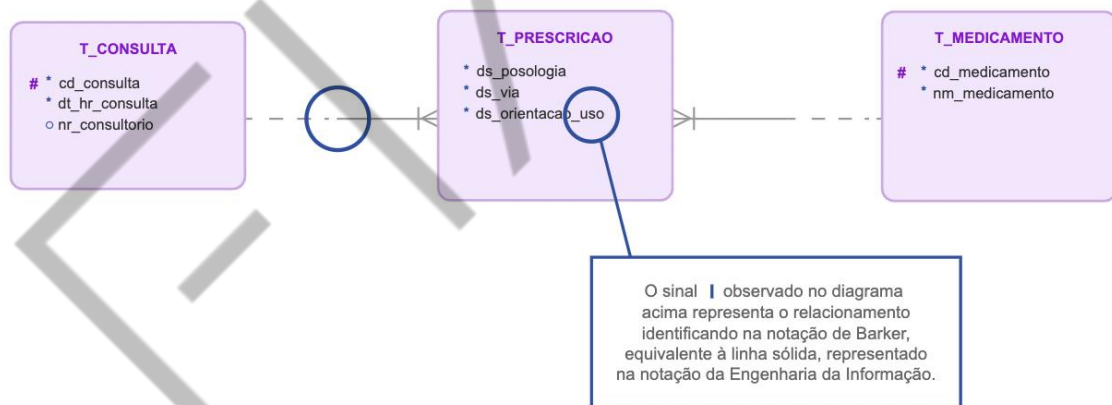 T_CONSULTA
# * cd_consulta
* dt_hr_consulta
o nr_consultorio
T_PRESCRICAO
* ds_posologia
* ds_via
* ds_orientacao_uso
T_MEDICAMENTO
# * cd_medicamento
* nm_medicamento
O sinal I observado no diagrama
acima representa o relacionamento
identificando na notação de Barker,
equivalente à linha sólida, representado
na notação da Engenharia da Informação.